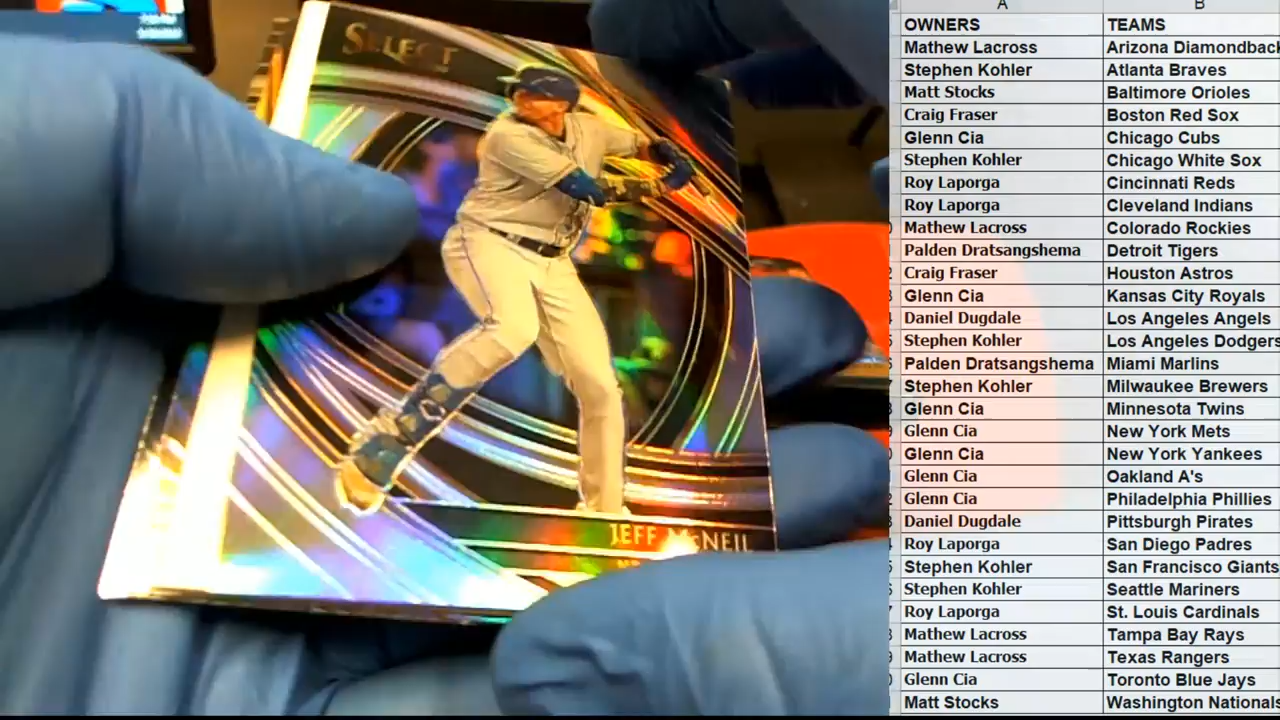 SELECT
JEFF McNEIL
A B
OWNERS TEAMS
Mathew Lacross Arizona Diamondback
Stephen Kohler Atlanta Braves
Matt Stocks Baltimore Orioles
Craig Fraser Boston Red Sox
Glenn Cia Chicago Cubs
Stephen Kohler Chicago White Sox
Roy Laporga Cincinnati Reds
Roy Laporga Cleveland Indians
Mathew Lacross Colorado Rockies
Palden Dratsangshema Detroit Tigers
Craig Fraser Houston Astros
Glenn Cia Kansas City Royals
Daniel Dugdale Los Angeles Angels
Stephen Kohler Los Angeles Dodgers
Palden Dratsangshema Miami Marlins
Stephen Kohler Milwaukee Brewers
Glenn Cia Minnesota Twins
Glenn Cia New York Mets
Glenn Cia New York Yankees
Glenn Cia Oakland A's
Glenn Cia Philadelphia Phillies
Daniel Dugdale Pittsburgh Pirates
Roy Laporga San Diego Padres
Stephen Kohler San Francisco Giants
Stephen Kohler Seattle Mariners
Roy Laporga St. Louis Cardinals
Mathew Lacross Tampa Bay Rays
Mathew Lacross Texas Rangers
Glenn Cia Toronto Blue Jays
Matt Stocks Washington Nationals